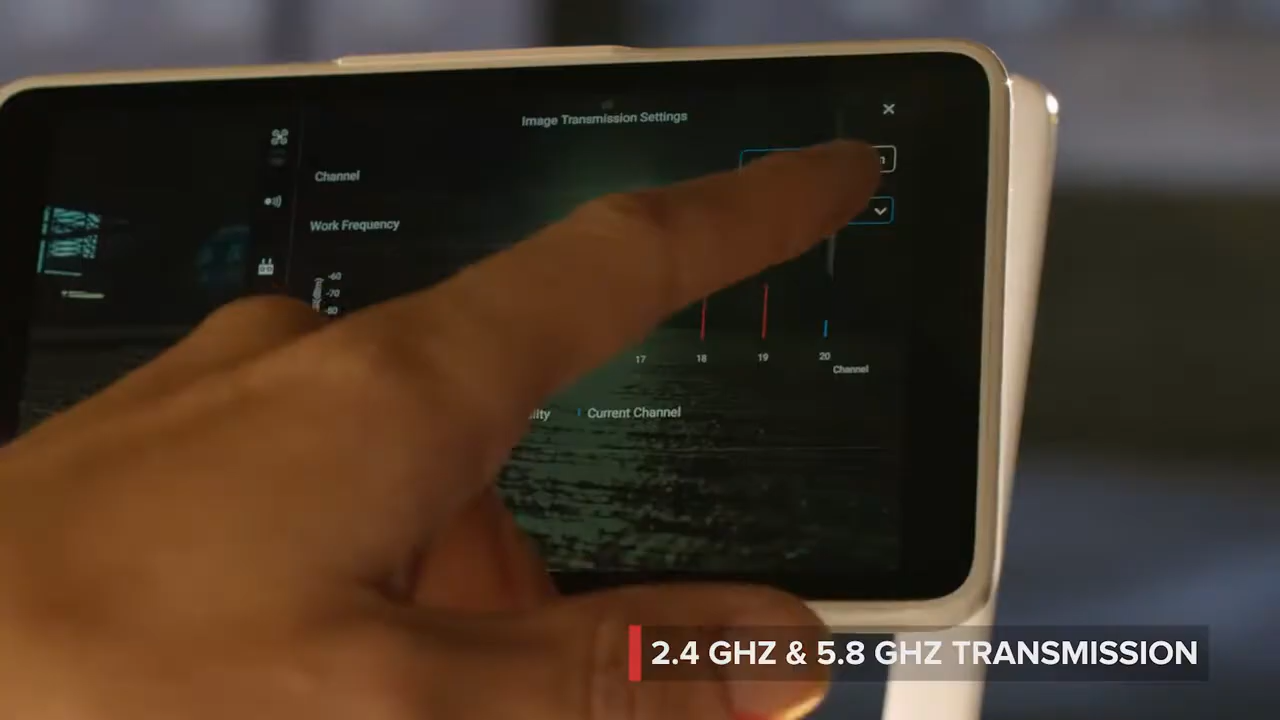 Image Transmission Settings
Channel
Work Frequency
-60
-70
-80
17 18 19 20
Channel
Current Channel
2.4 GHZ & 5.8 GHZ TRANSMISSION